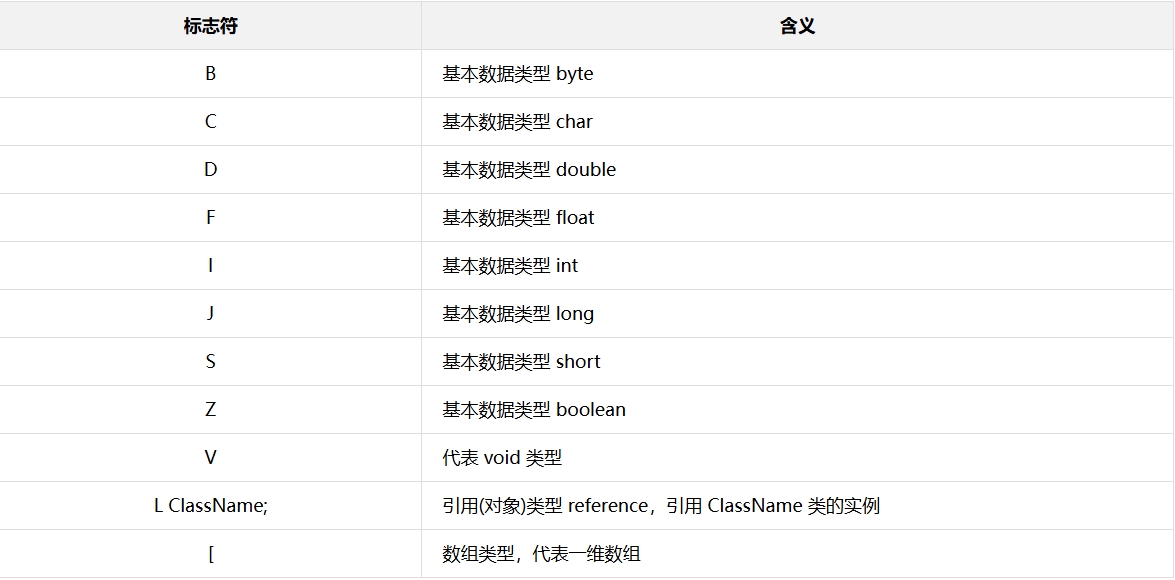 标志符 含义
B 基本数据类型 byte
C 基本数据类型 char
D 基本数据类型 double
F 基本数据类型 float
I 基本数据类型 int
J 基本数据类型 long
S 基本数据类型 short
Z 基本数据类型 boolean
V 代表 void 类型
L ClassName; 引用(对象)类型 reference，引用 ClassName 类的实例
[ 数组类型，代表一维数组